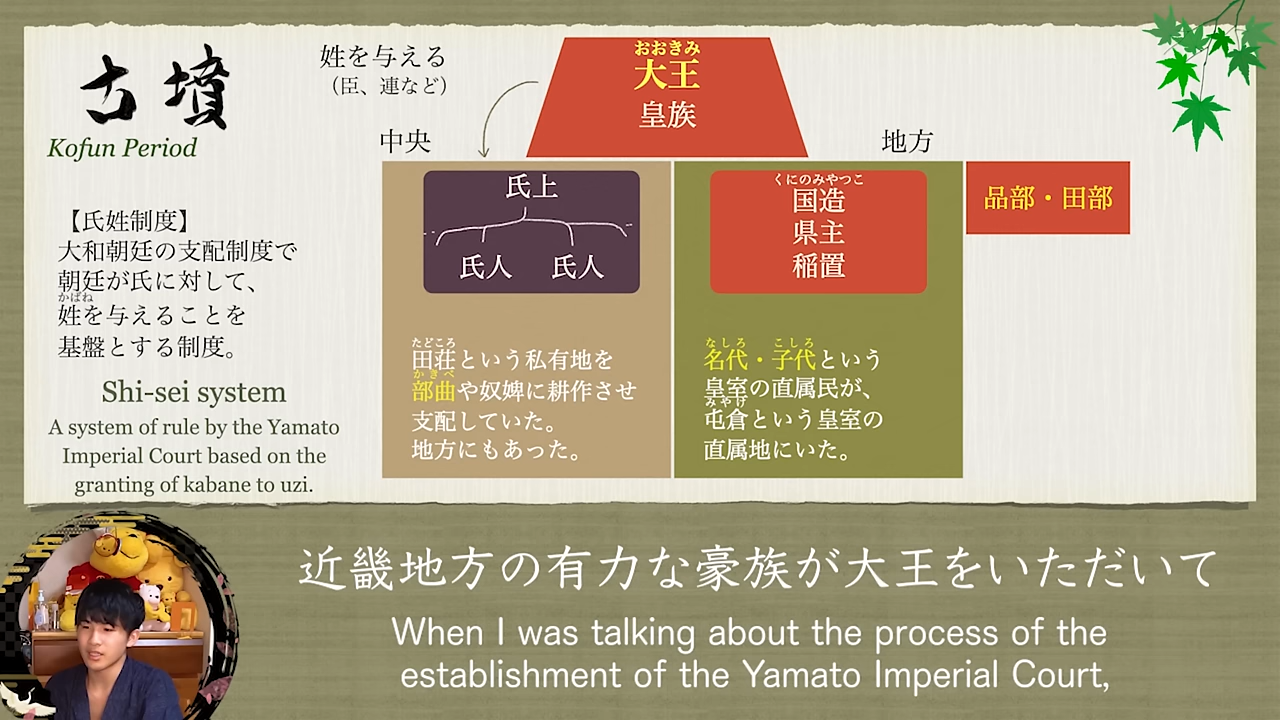 古墳
Kofun Period
【氏姓制度】
大和朝廷の支配制度で
朝廷が氏に対して、
かばね
姓を与えることを
基盤とする制度。
Shi-sei system
A system of rule by the Yamato
Imperial Court based on the
granting of kabane to uzi.
姓を与える
（臣、連など）
おおきみ
大王
皇族
中央
地方
氏上
氏人 氏人
たどころ
田荘という私有地を
かきべ
部曲や奴婢に耕作させ
支配していた。
地方にもあった。
くにのみやつこ
国造
県主
稲置
なしろ こしろ
名代・子代という
皇室の直属民が、
みやけ
屯倉という皇室の
直属地にいた。
品部・田部
近畿地方の有力な豪族が大王をいただいて
When I was talking about the process of the
establishment of the Yamato Imperial Court,